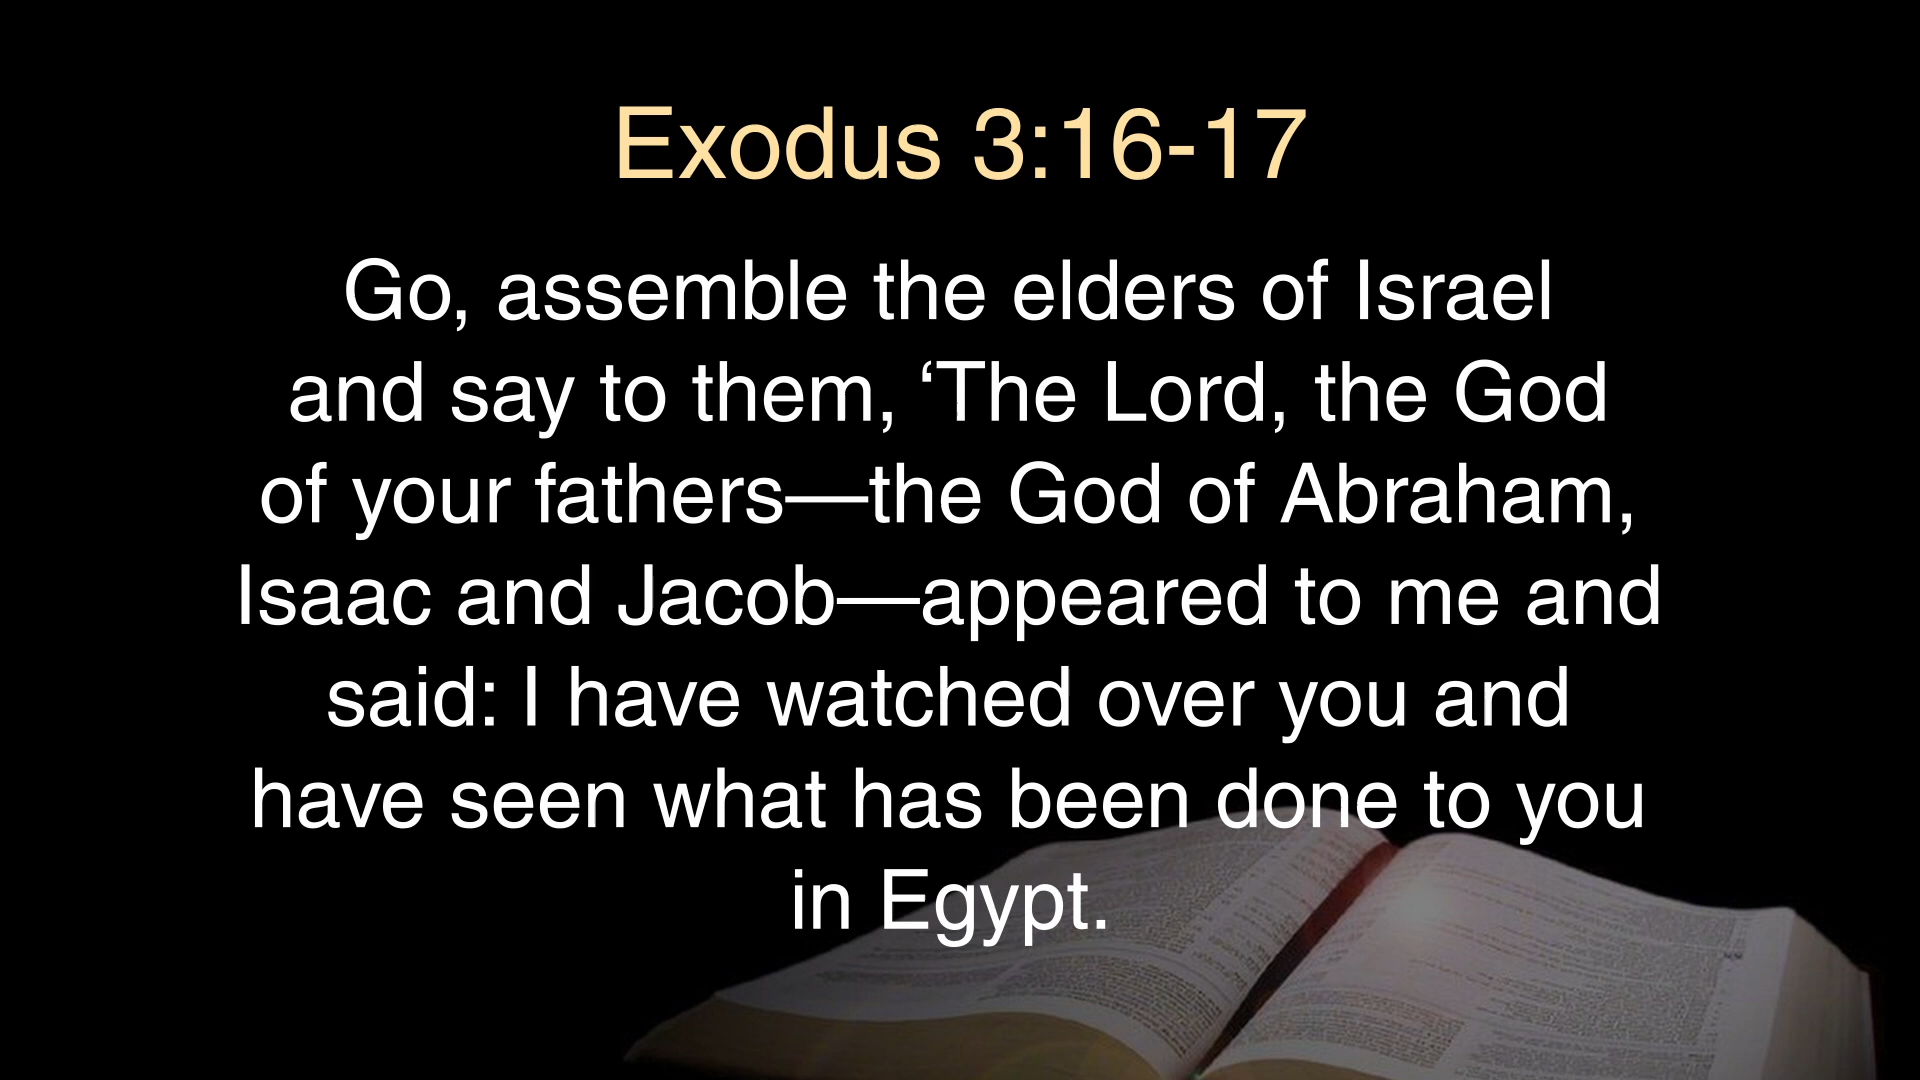 Exodus 3:16-17
Go, assemble the elders of Israel
and say to them, ‘The Lord, the God
of your fathers—the God of Abraham,
Isaac and Jacob—appeared to me and
said: I have watched over you and
have seen what has been done to you
in Egypt.